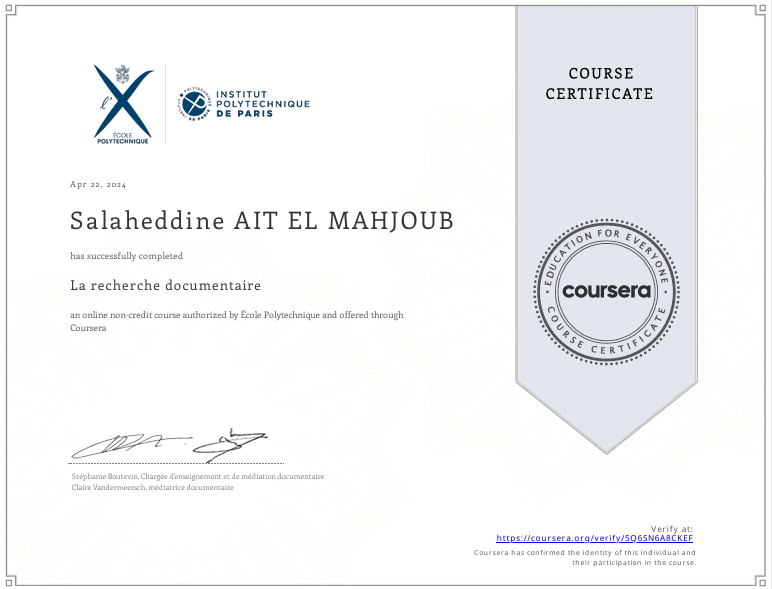 COURSE
CERTIFICATE
l'X
ÉCOLE
POLYTECHNIQUE
INSTITUT
POLYTECHNIQUE
DE PARIS
Apr 22, 2024
Salaheddine AIT EL MAHJOUB
has successfully completed
La recherche documentaire
an online non-credit course authorized by École Polytechnique and offered through
Coursera
EDUCATION FOR EVERYONE
coursera
COURSE CERTIFICATE
Stéphanie Boutevin, Chargée d'enseignement et de médiation documentaire
Claire Vandermeersch, médiatrice documentaire
Verify at:
https://coursera.org/verify/5Q6SN6A8CKEF
Coursera has confirmed the identity of this individual and
their participation in the course.